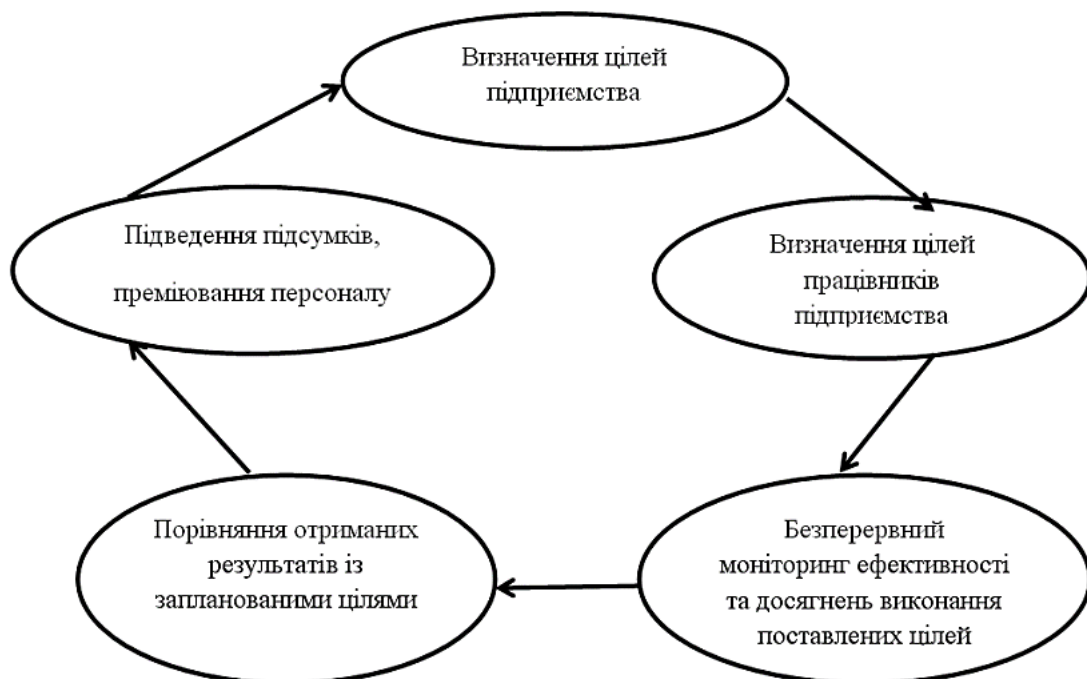 Визначення цілей
підприємства
Визначення цілей
працівників
підприємства
Безперервний
моніторинг ефективності
та досягнень виконання
поставлених цілей
Порівняння отриманих
результатів із
запланованими цілями
Підведення підсумків,
преміювання персоналу